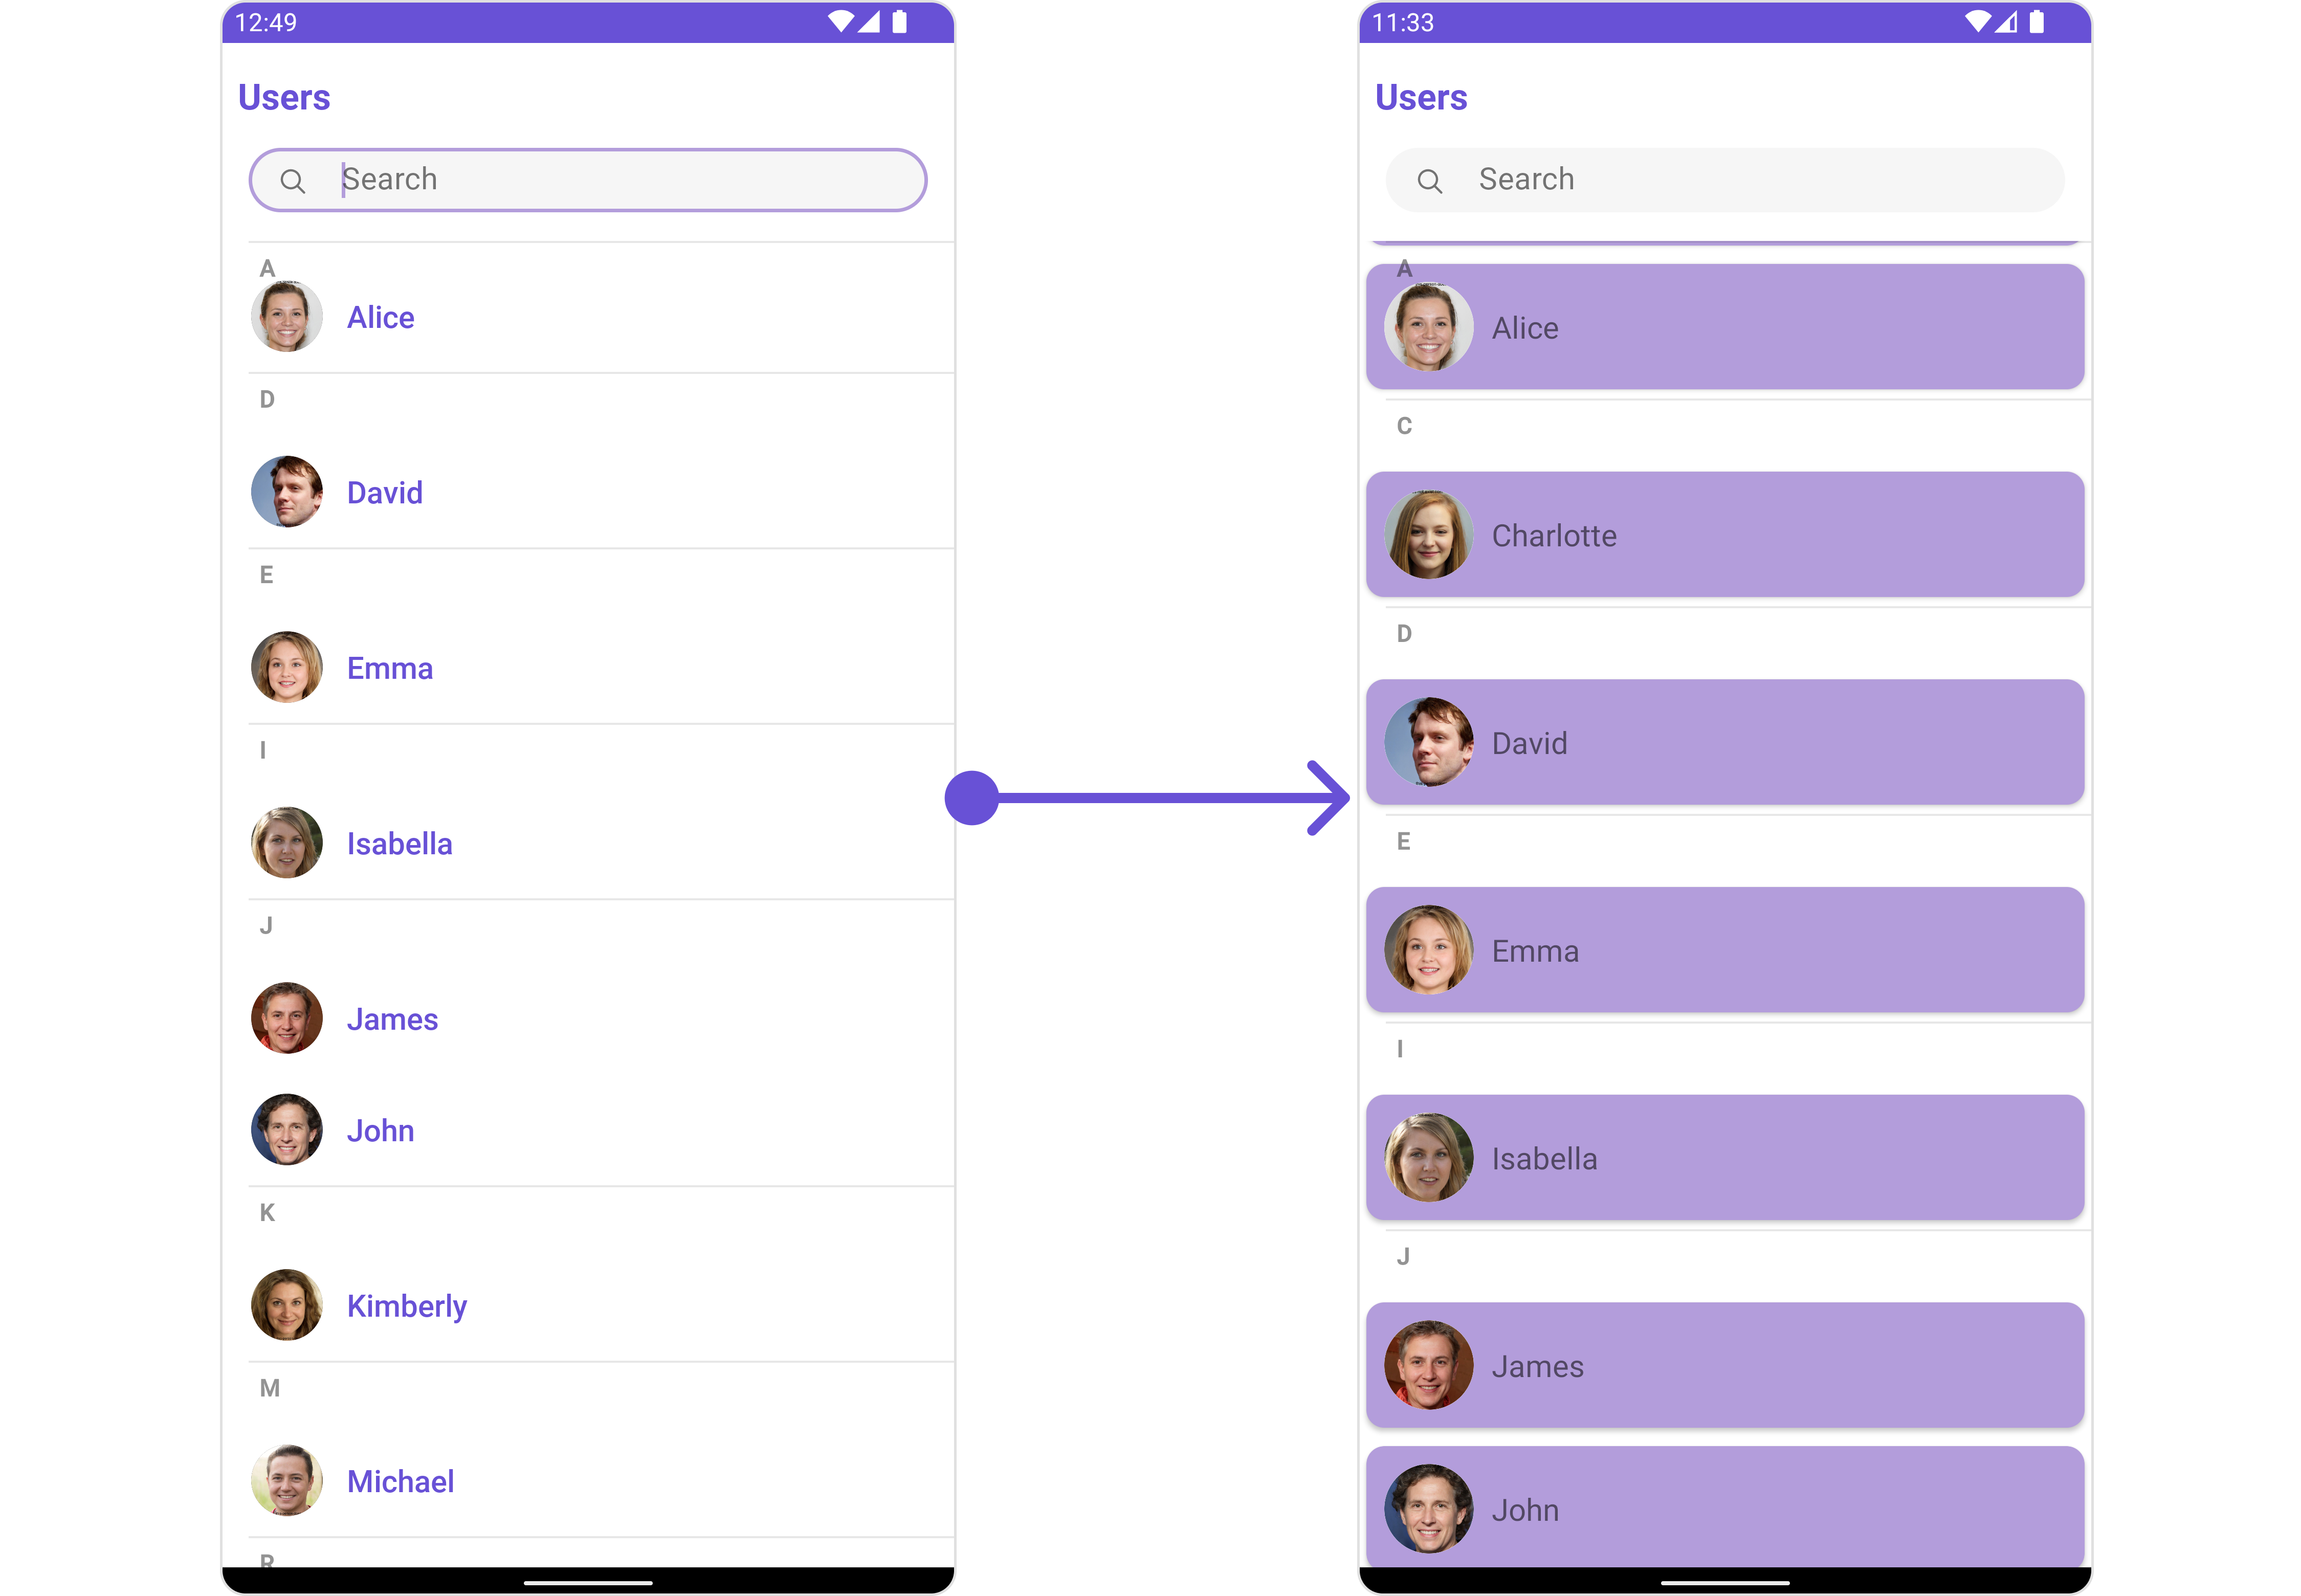 12:49
Users
Search
A
Alice
D
David
E
Emma
I
Isabella
J
James
John
K
Kimberly
M
Michael
R
11:33
Users
Search
A
Alice
C
Charlotte
D
David
E
Emma
I
Isabella
J
James
John